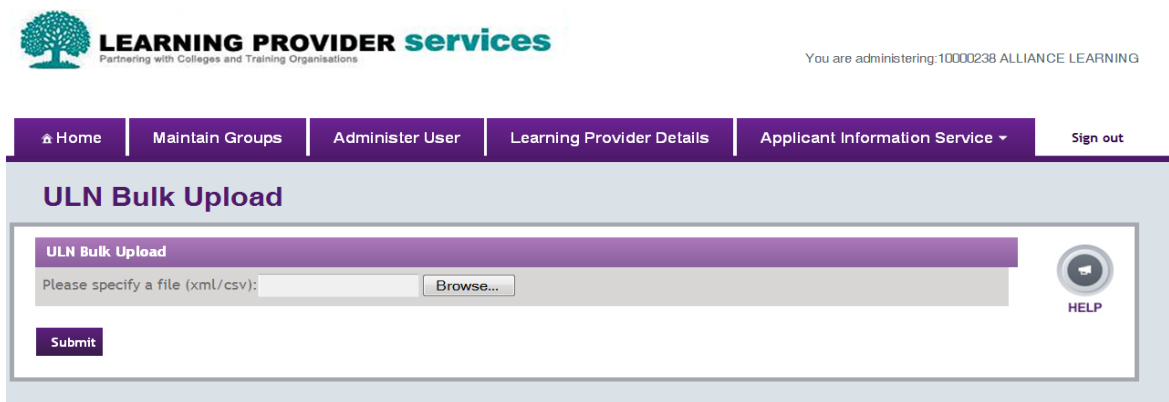 LEARNING PROVIDER services
Partnering with Colleges and Training Organisations
You are administering:10000238 ALLIANCE LEARNING
Home Maintain Groups Administer User Learning Provider Details Applicant Information Service Sign out
ULN Bulk Upload
ULN Bulk Upload
Please specify a file (xml/csv): Browse...
HELP
Submit